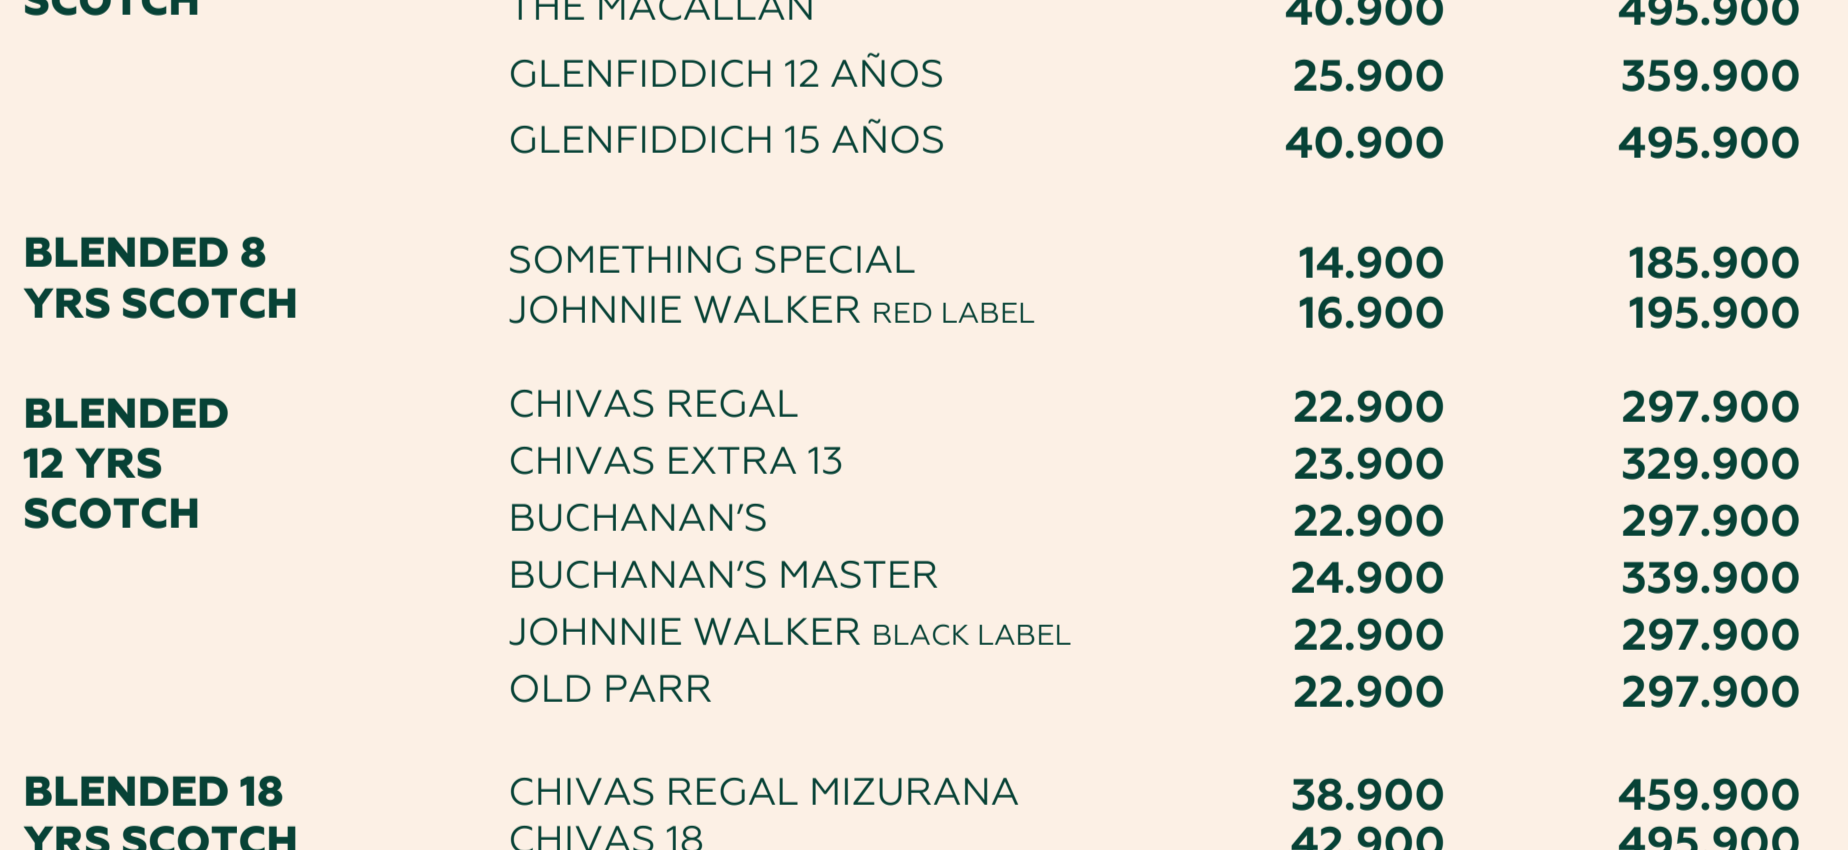 SCOTCH THE MACALLAN 40.900 495.900
GLENFIDDICH 12 AÑOS 25.900 359.900
GLENFIDDICH 15 AÑOS 40.900 495.900
BLENDED 8
YRS SCOTCH
SOMETHING SPECIAL 14.900 185.900
JOHNNIE WALKER RED LABEL 16.900 195.900
BLENDED
12 YRS
SCOTCH
CHIVAS REGAL 22.900 297.900
CHIVAS EXTRA 13 23.900 329.900
BUCHANAN’S 22.900 297.900
BUCHANAN’S MASTER 24.900 339.900
JOHNNIE WALKER BLACK LABEL 22.900 297.900
OLD PARR 22.900 297.900
BLENDED 18
YRS SCOTCH
CHIVAS REGAL MIZURANA 38.900 459.900
CHIVAS 18 42.900 495.900